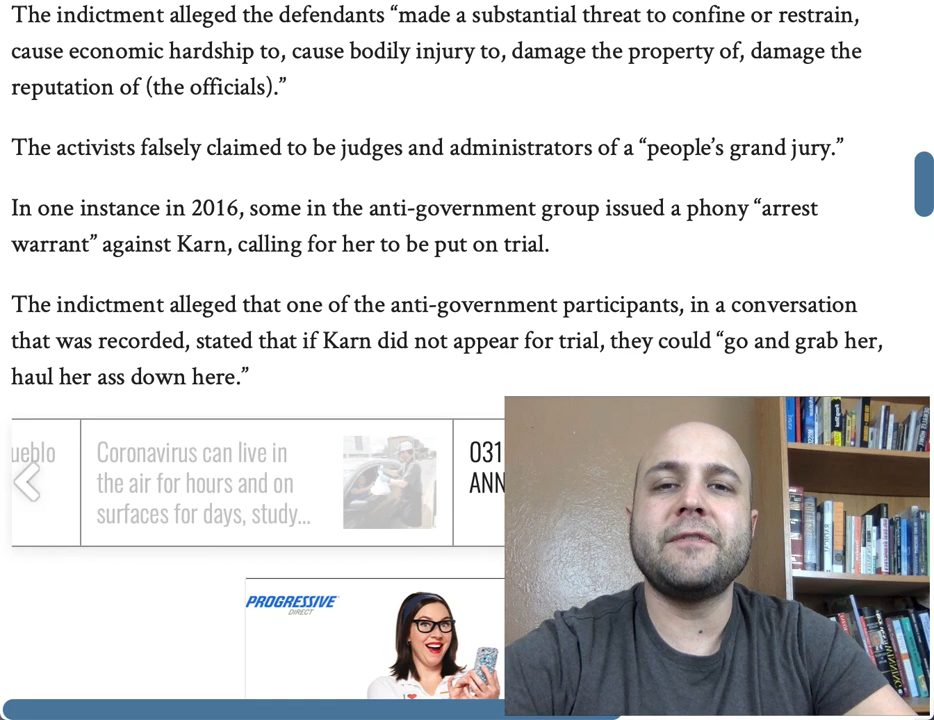 The indictment alleged the defendants “made a substantial threat to confine or restrain,
cause economic hardship to, cause bodily injury to, damage the property of, damage the
reputation of (the officials).”
The activists falsely claimed to be judges and administrators of a “people’s grand jury.”
In one instance in 2016, some in the anti-government group issued a phony “arrest
warrant” against Karn, calling for her to be put on trial.
The indictment alleged that one of the anti-government participants, in a conversation
that was recorded, stated that if Karn did not appear for trial, they could “go and grab her,
haul her ass down here.”
ueblo
Coronavirus can live in
the air for hours and on
surfaces for days, study...
031
ANN
PROGRESSIVE
DIRECT